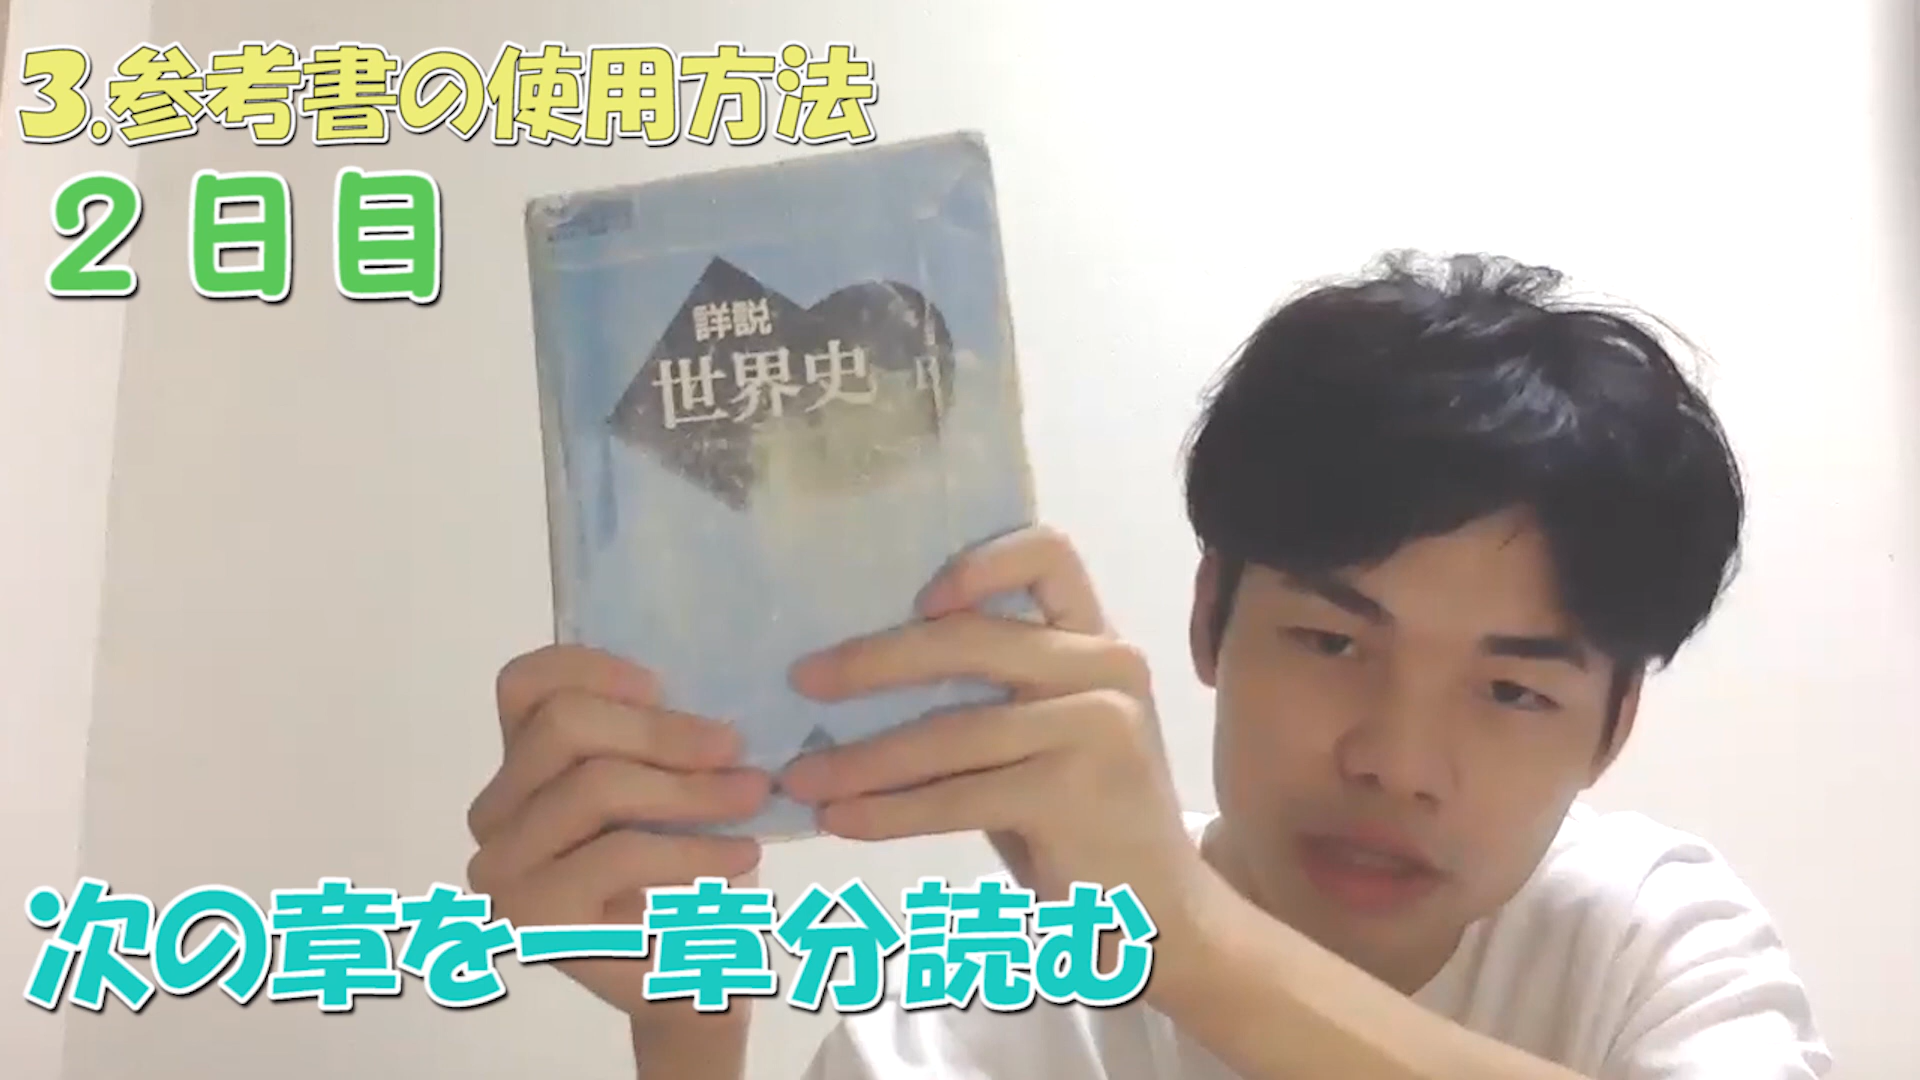 3.参考書の使用方法
２日目
詳説
世界史 B
次の章を一章分読む